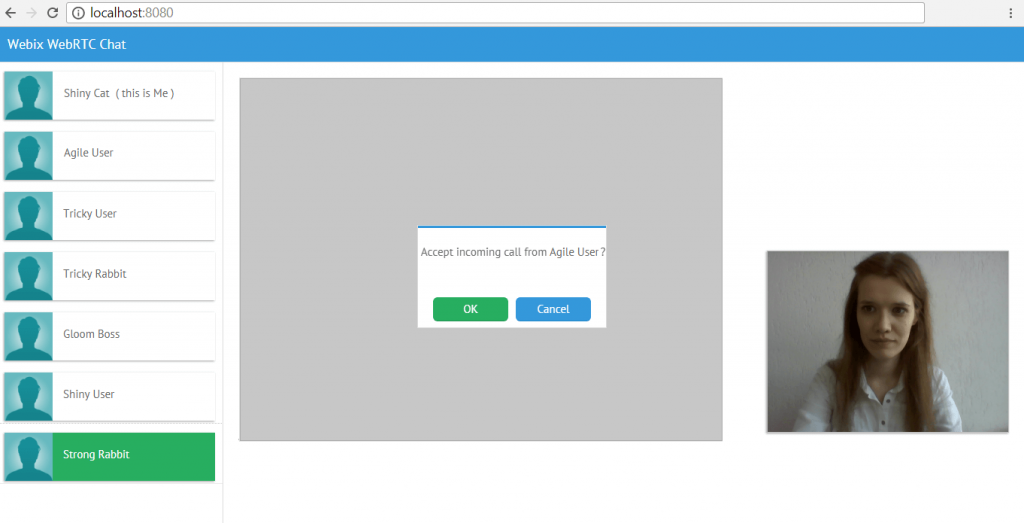 localhost:8080
Webix WebRTC Chat
Shiny Cat ( this is Me )
Agile User
Tricky User
Tricky Rabbit
Gloom Boss
Shiny User
Strong Rabbit
Accept incoming call from Agile User?
OK
Cancel